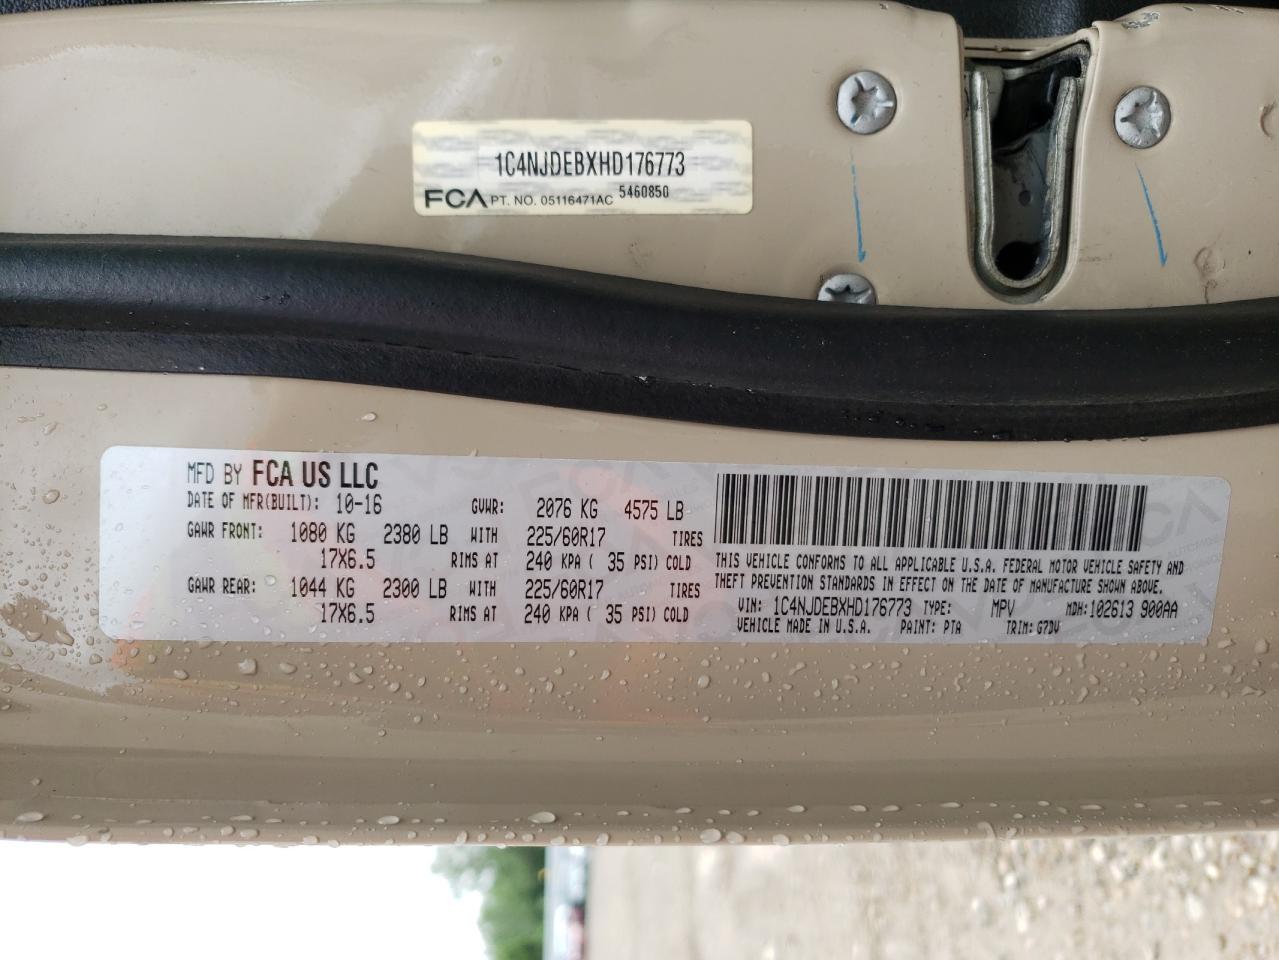 1C4NJDEBXHD176773
FCA PT. NO. 05116471AC 5460850
MFD BY FCA US LLC
DATE OF MFR(BUILT): 10-16 GVWR: 2076 KG 4575 LB
GAWR FRONT: 1080 KG 2380 LB WITH 225/60R17 TIRES
17X6.5 RIMS AT 240 KPA ( 35 PSI) COLD
GAWR REAR: 1044 KG 2300 LB WITH 225/60R17 TIRES
17X6.5 RIMS AT 240 KPA ( 35 PSI) COLD
THIS VEHICLE CONFORMS TO ALL APPLICABLE U.S.A. FEDERAL MOTOR VEHICLE SAFETY AND
THEFT PREVENTION STANDARDS IN EFFECT ON THE DATE OF MANUFACTURE SHOWN ABOVE.
VIN: 1C4NJDEBXHD176773 TYPE: MPV MDH:102613 900AA
VEHICLE MADE IN U.S.A. PAINT: PTA TRIM: G7DV